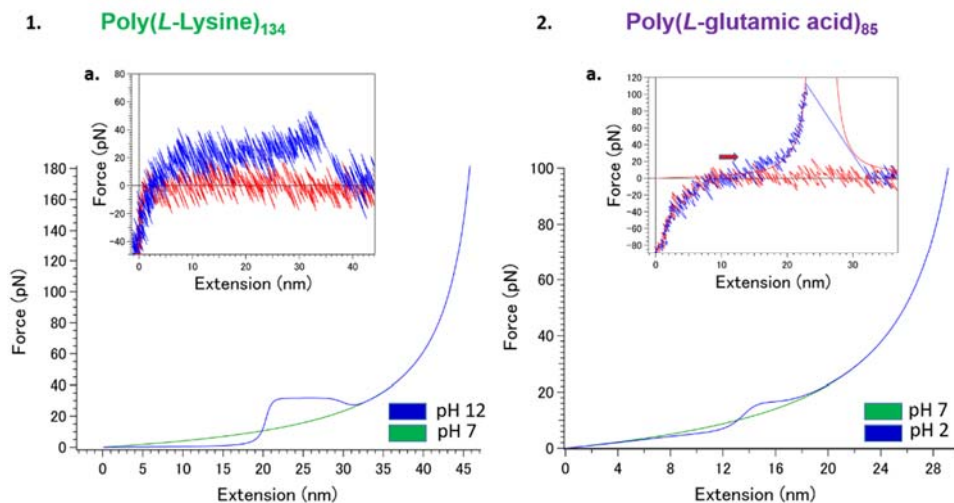 1. Poly(L-Lysine)134
a.
80
60
40
20
0
−20
−40
Force (pN)
0 10 20 30 40
Extension (nm)
180
160
140
120
100
80
60
40
20
0
Force (pN)
pH 12
pH 7
0 5 10 15 20 25 30 35 40 45
Extension (nm)
2. Poly(L-glutamic acid)85
a.
120
100
80
60
40
20
0
−20
−40
−60
−80
Force (pN)
0 10 20 30
Extension (nm)
100
80
60
40
20
0
Force (pN)
pH 7
pH 2
0 4 8 12 16 20 24 28
Extension (nm)